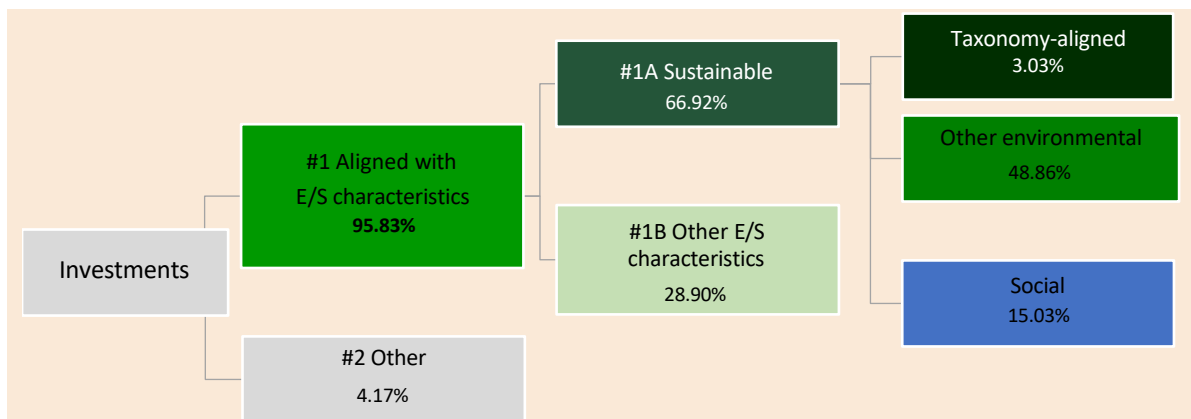 Investments
#1 Aligned with
E/S characteristics
95.83%
#2 Other
4.17%
#1A Sustainable
66.92%
#1B Other E/S
characteristics
28.90%
Taxonomy-aligned
3.03%
Other environmental
48.86%
Social
15.03%